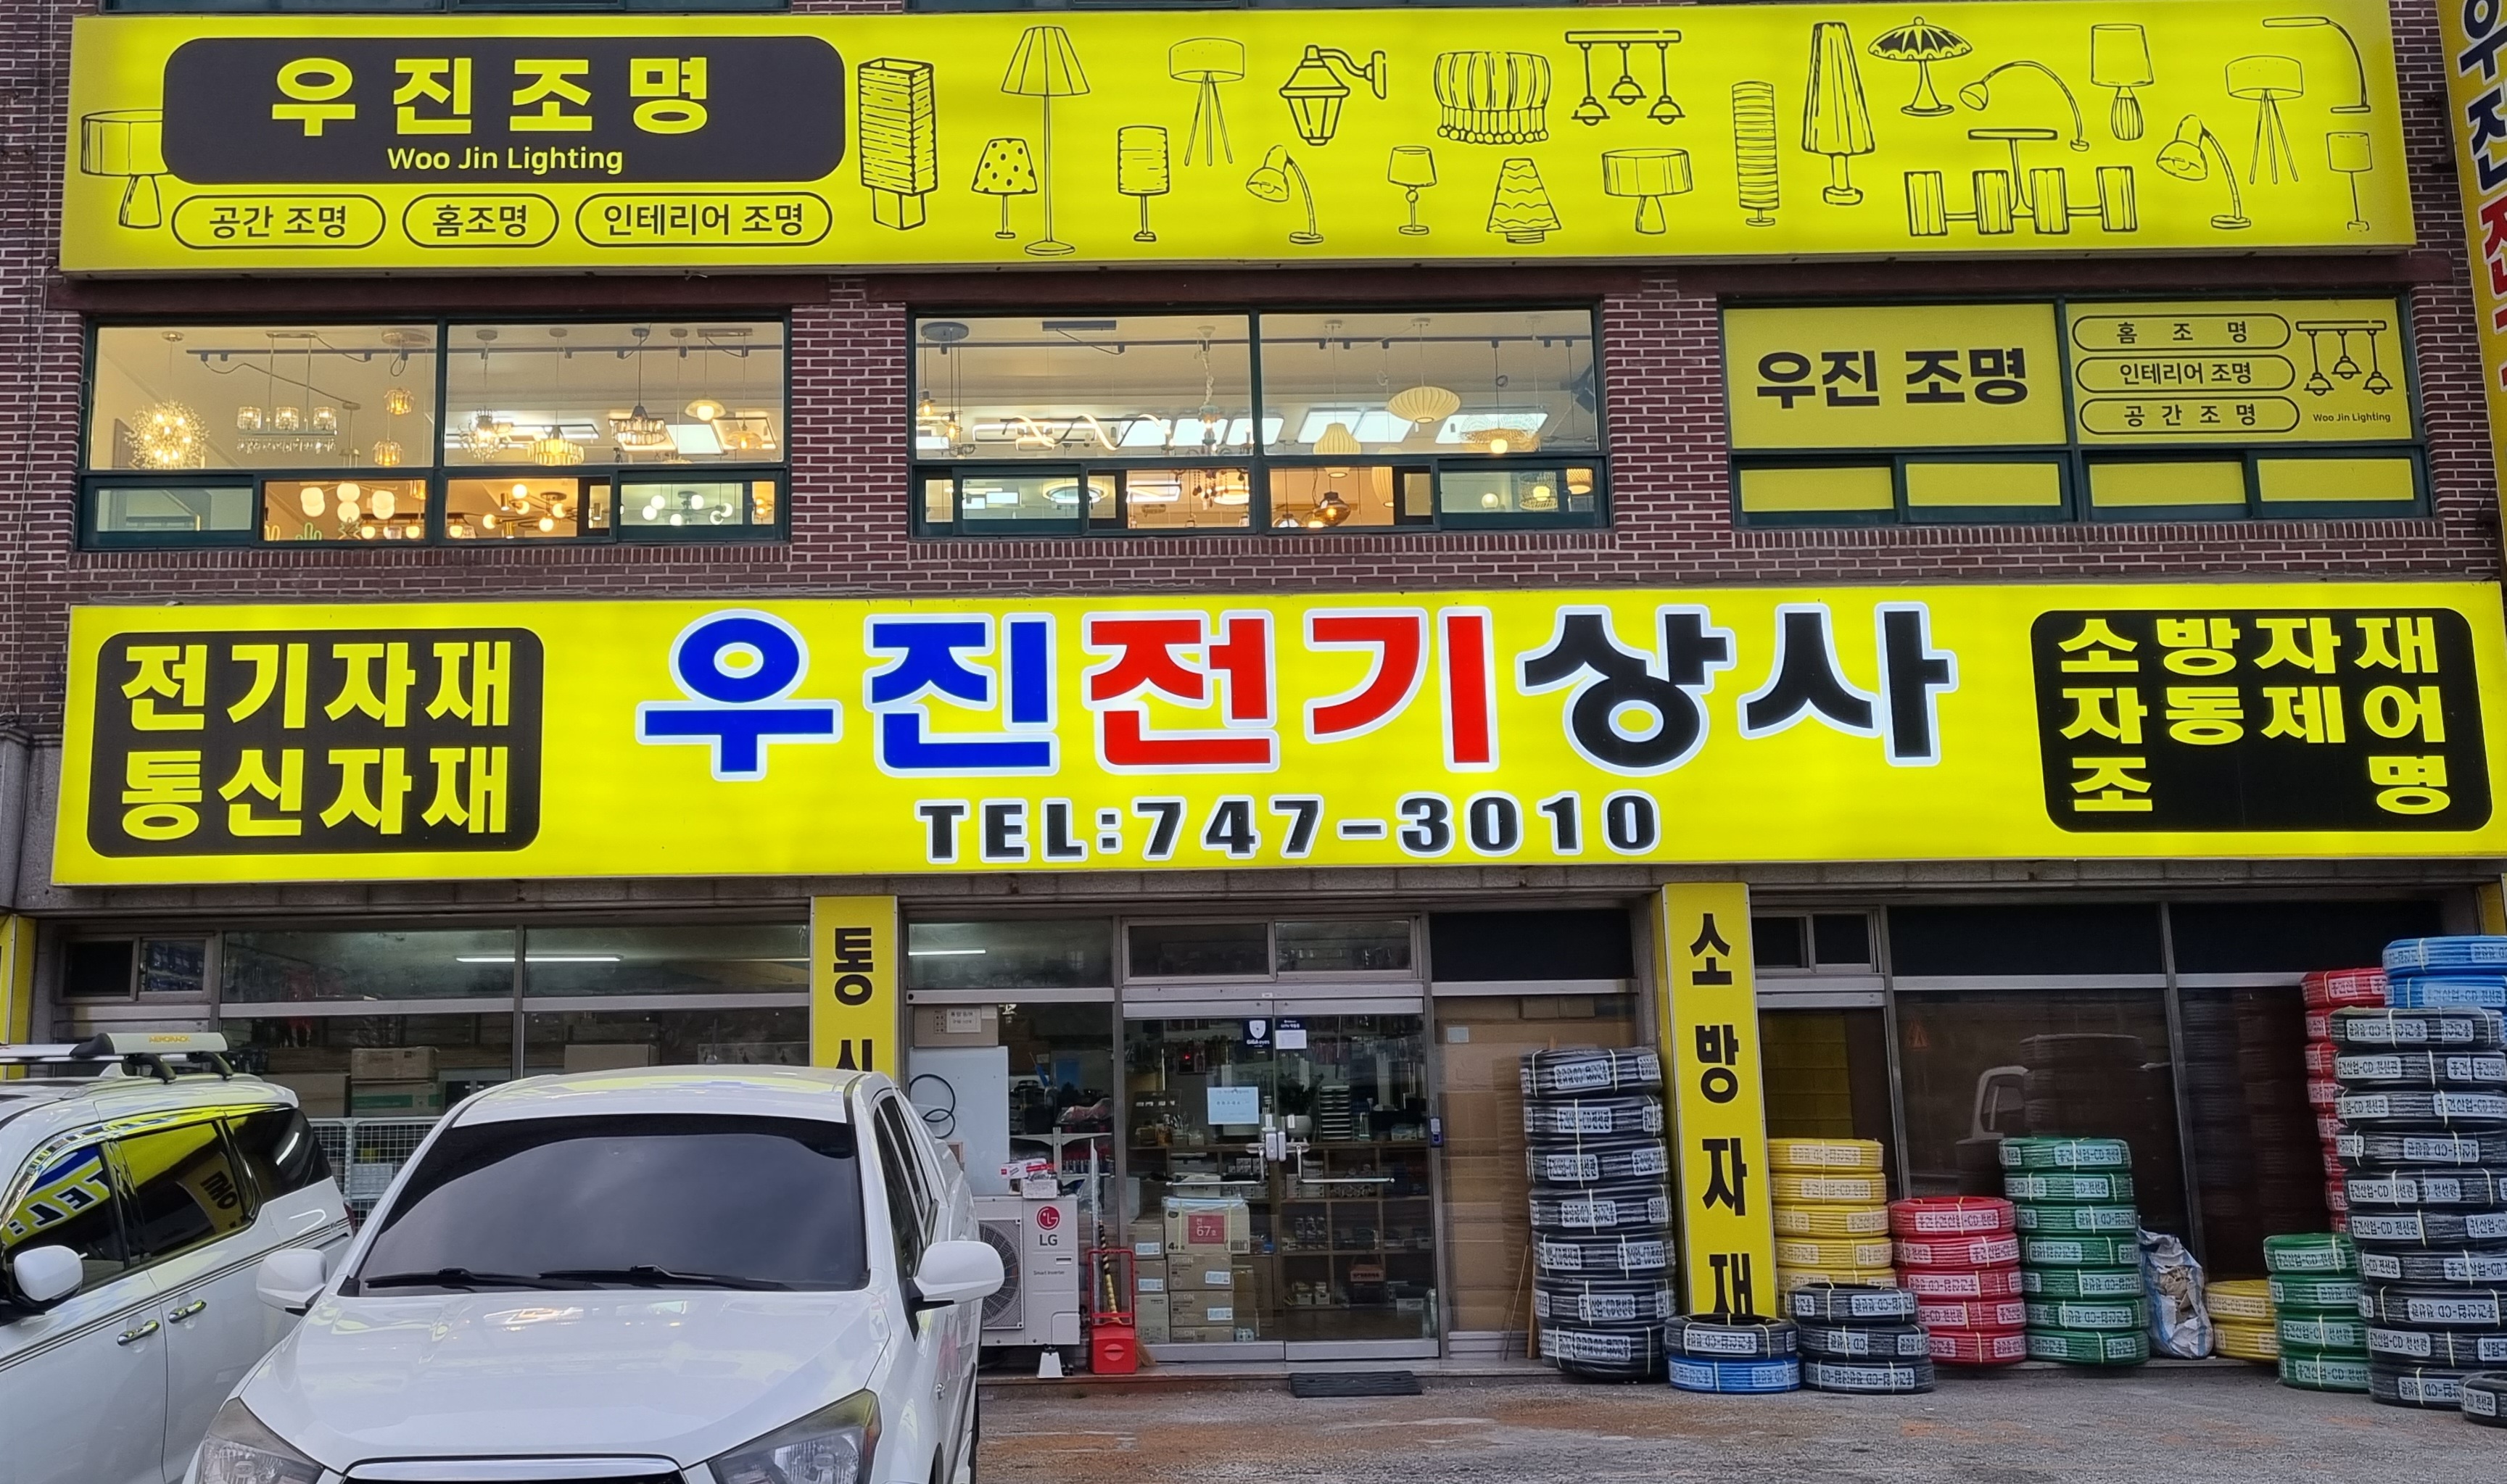 우진조명
Woo Jin Lighting
공간 조명
홈조명
인테리어 조명
우진 조명
홈 조 명
인테리어 조명
공 간 조 명
Woo Jin Lighting
전기자재
통신자재
우진전기상사
TEL:747-3010
소방자재
자동제어
조 명
우진전
통신
소방자재
LG